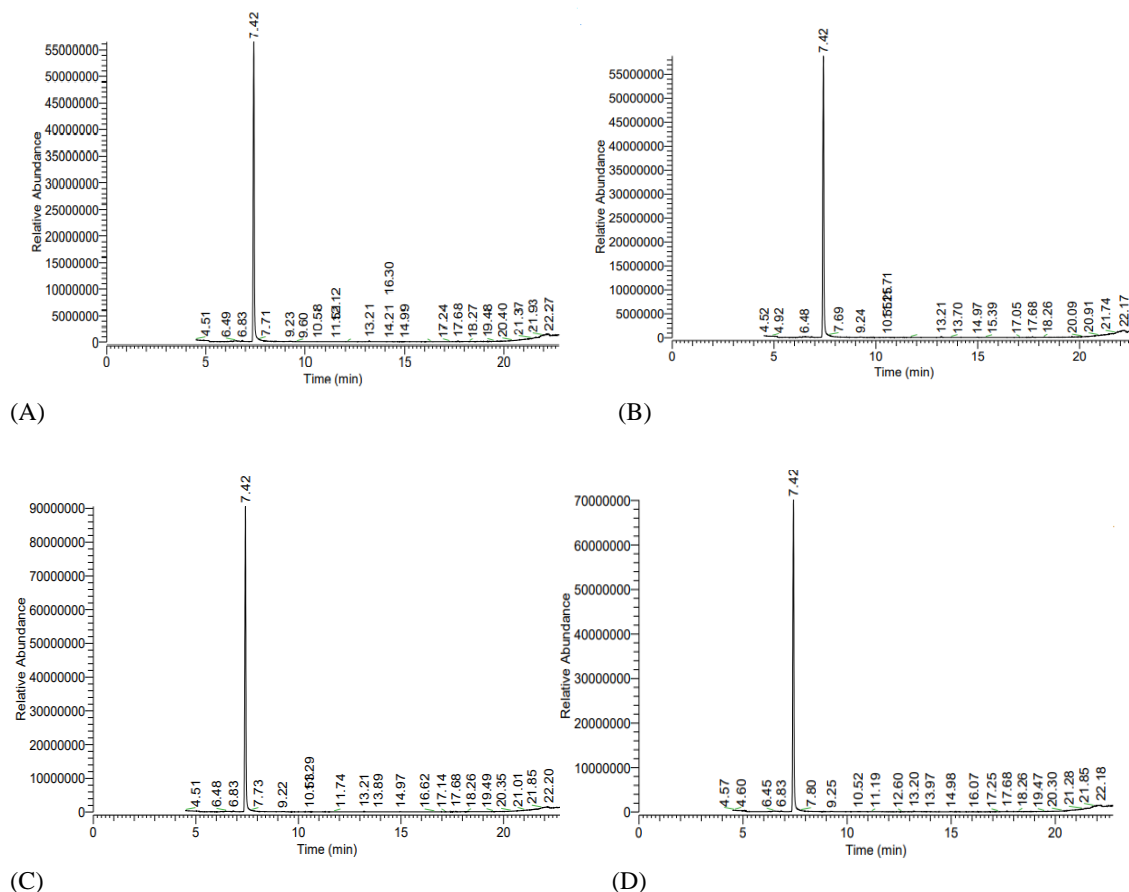 7.42
55000000
50000000
45000000
40000000
35000000
30000000
25000000
20000000
15000000
10000000
5000000
0
Relative Abundance
4.51 6.49 6.83 7.71 9.23 9.60 10.58 12.12 13.21 14.21 16.30 14.99 17.24 17.68 18.27 19.48 20.40 21.37 21.93 22.27
0 5 10 15 20
Time (min)
(A)
7.42
55000000
50000000
45000000
40000000
35000000
30000000
25000000
20000000
15000000
10000000
5000000
0
Relative Abundance
4.52 4.92 6.48 7.69 9.24 13.21 13.70 14.97 15.39 17.05 17.68 18.26 20.09 20.91 21.74 22.17
0 5 10 15 20
Time (min)
(B)
7.42
90000000
80000000
70000000
60000000
50000000
40000000
30000000
20000000
10000000
0
Relative Abundance
4.51 6.48 6.83 7.73 9.22 11.74 13.21 13.89 14.97 16.62 17.14 17.68 18.26 19.49 20.35 21.01 21.85 22.20
0 5 10 15 20
Time (min)
(C)
7.42
70000000
60000000
50000000
40000000
30000000
20000000
10000000
0
Relative Abundance
4.57 4.60 6.45 6.83 7.80 9.25 10.52 11.19 12.60 13.20 13.97 14.98 16.07 17.25 17.68 18.26 19.47 20.30 21.28 21.85 22.18
0 5 10 15 20
Time (min)
(D)